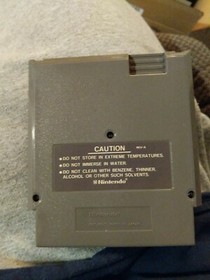 CAUTION
•DO NOT STORE IN EXTREME TEMPERATURES.
•DO NOT IMMERSE IN WATER.
•DO NOT CLEAN WITH BENZENE, THINNER,
ALCOHOL OR OTHER SUCH SOLVENTS.
Nintendo